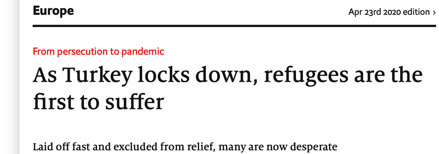 Europe
Apr 23rd 2020 edition ›
From persecution to pandemic
As Turkey locks down, refugees are the
first to suffer
Laid off fast and excluded from relief, many are now desperate